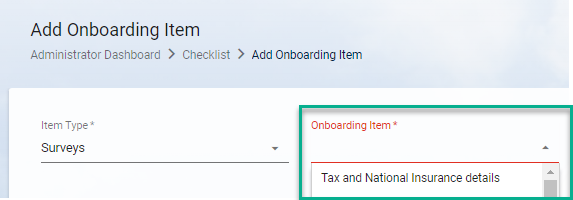 Add Onboarding Item
Administrator Dashboard > Checklist > Add Onboarding Item
Item Type * Onboarding Item *
Surveys
Tax and National Insurance details